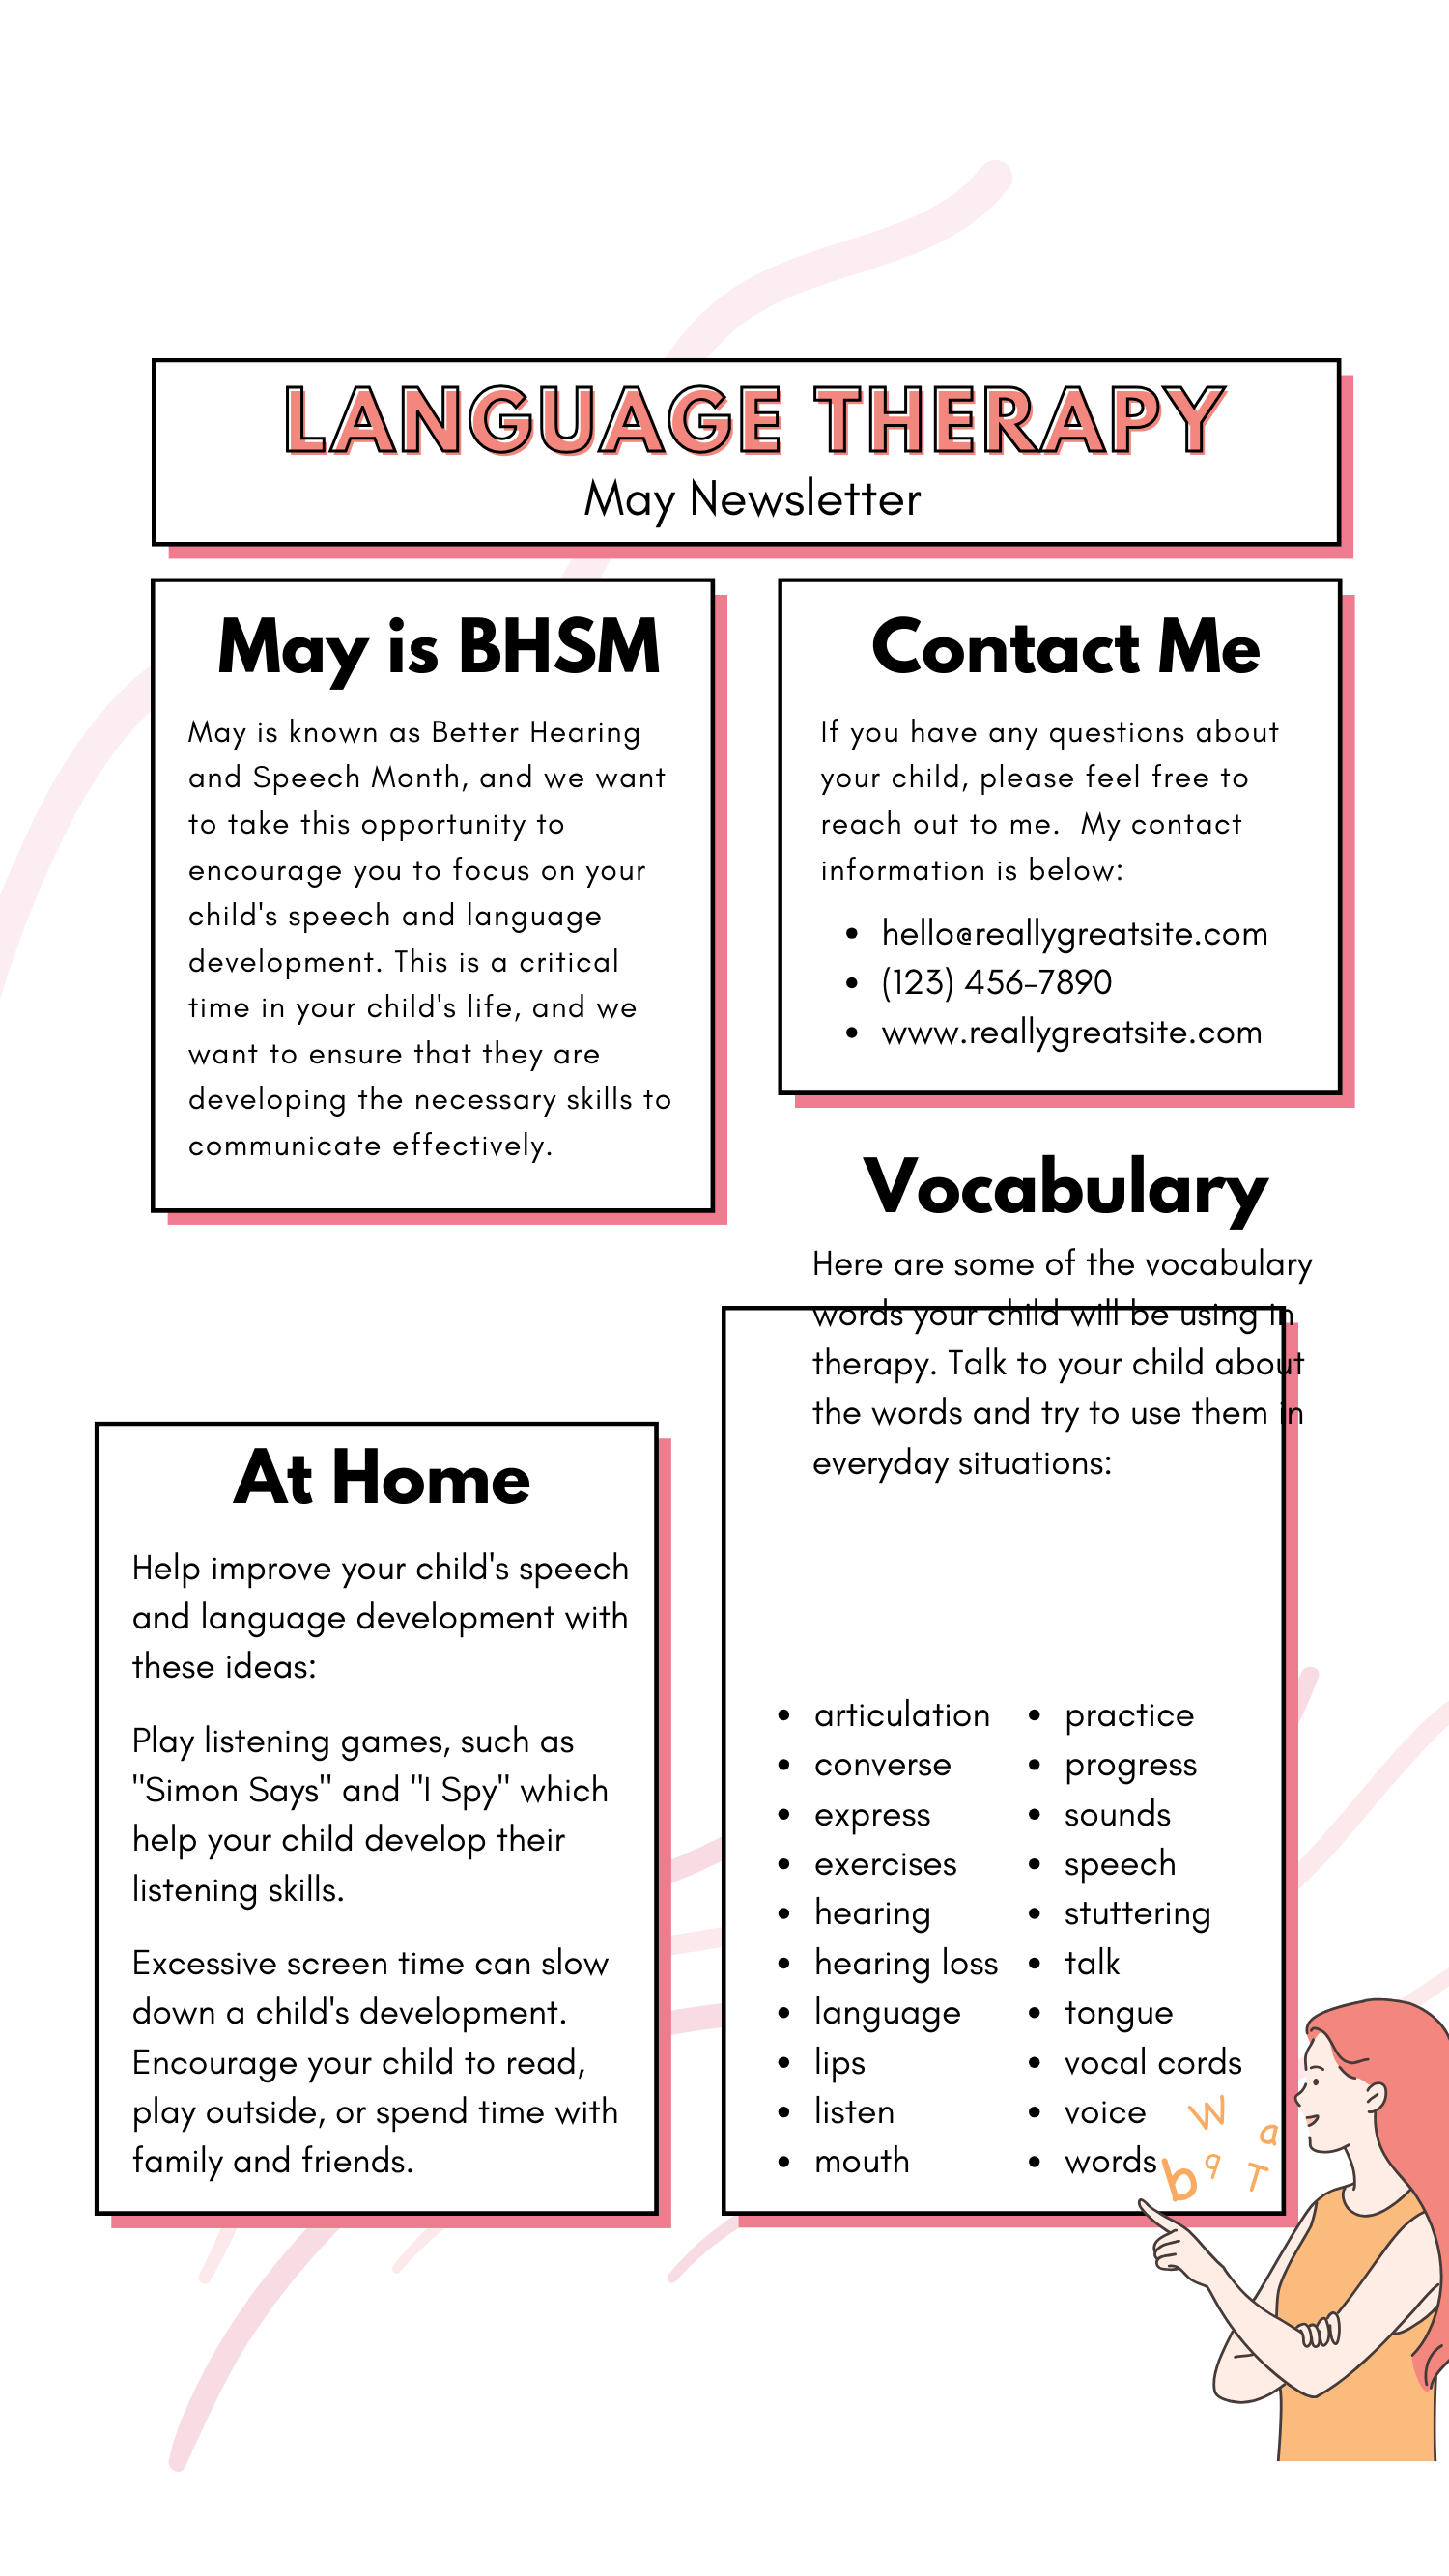 LANGUAGE THERAPY
May Newsletter
May is BHSM
May is known as Better Hearing
and Speech Month, and we want
to take this opportunity to
encourage you to focus on your
child's speech and language
development. This is a critical
time in your child's life, and we
want to ensure that they are
developing the necessary skills to
communicate effectively.
Contact Me
If you have any questions about
your child, please feel free to
reach out to me.  My contact
information is below:
• hello@reallygreatsite.com
• (123) 456-7890
• www.reallygreatsite.com
At Home
Help improve your child's speech
and language development with
these ideas:
Play listening games, such as
"Simon Says" and "I Spy" which
help your child develop their
listening skills.
Excessive screen time can slow
down a child's development.
Encourage your child to read,
play outside, or spend time with
family and friends.
Vocabulary
Here are some of the vocabulary
words your child will be using in
therapy. Talk to your child about
the words and try to use them in
everyday situations:
• articulation
• converse
• express
• exercises
• hearing
• hearing loss
• language
• lips
• listen
• mouth
• practice
• progress
• sounds
• speech
• stuttering
• talk
• tongue
• vocal cords
• voice
• words
W
a
b q T